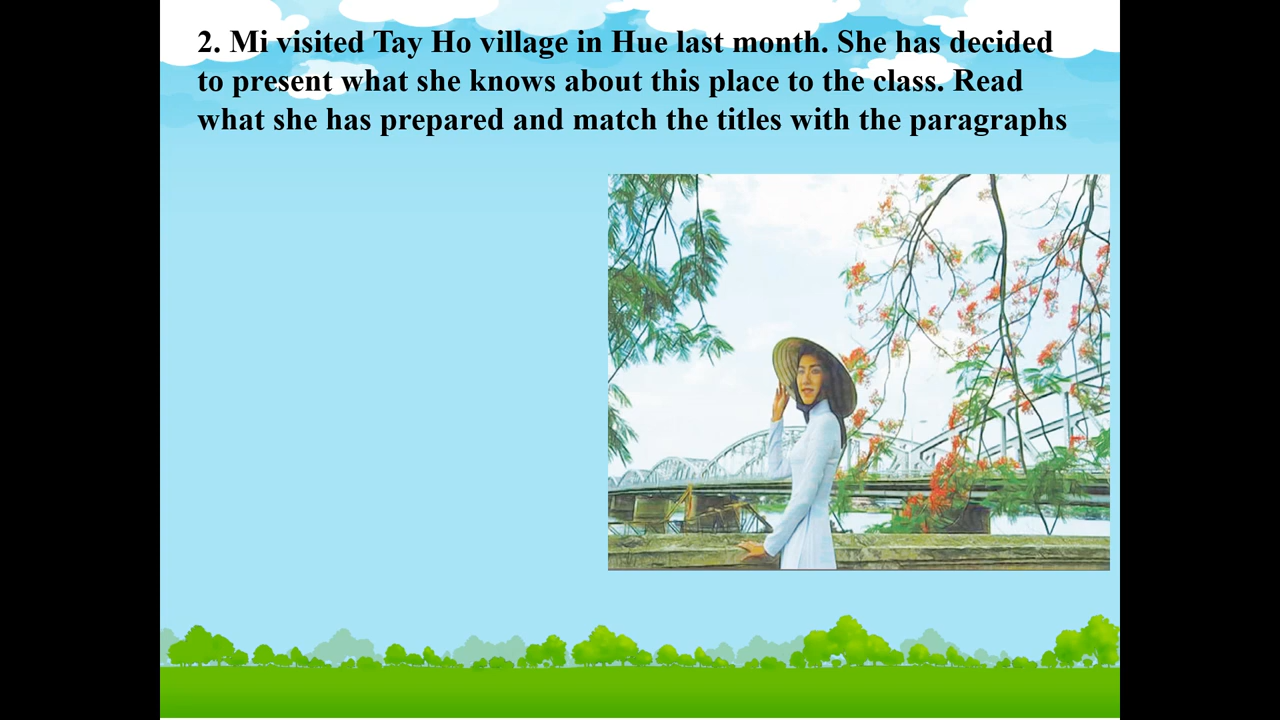 2. Mi visited Tay Ho village in Hue last month. She has decided
to present what she knows about this place to the class. Read
what she has prepared and match the titles with the paragraphs